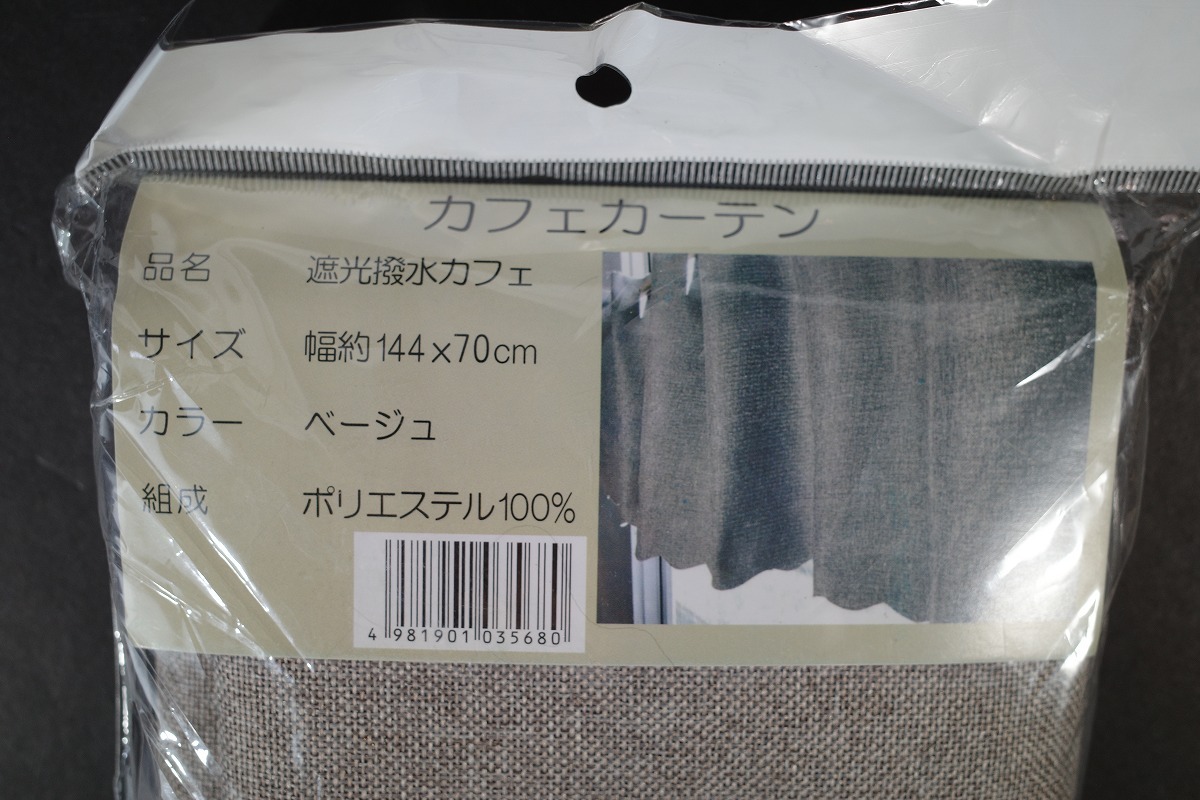 カフェカーテン
品名 遮光撥水カフェ
サイズ 幅約144×70cm
カラー ベージュ
組成 ポリエステル100%
4 981901 035680